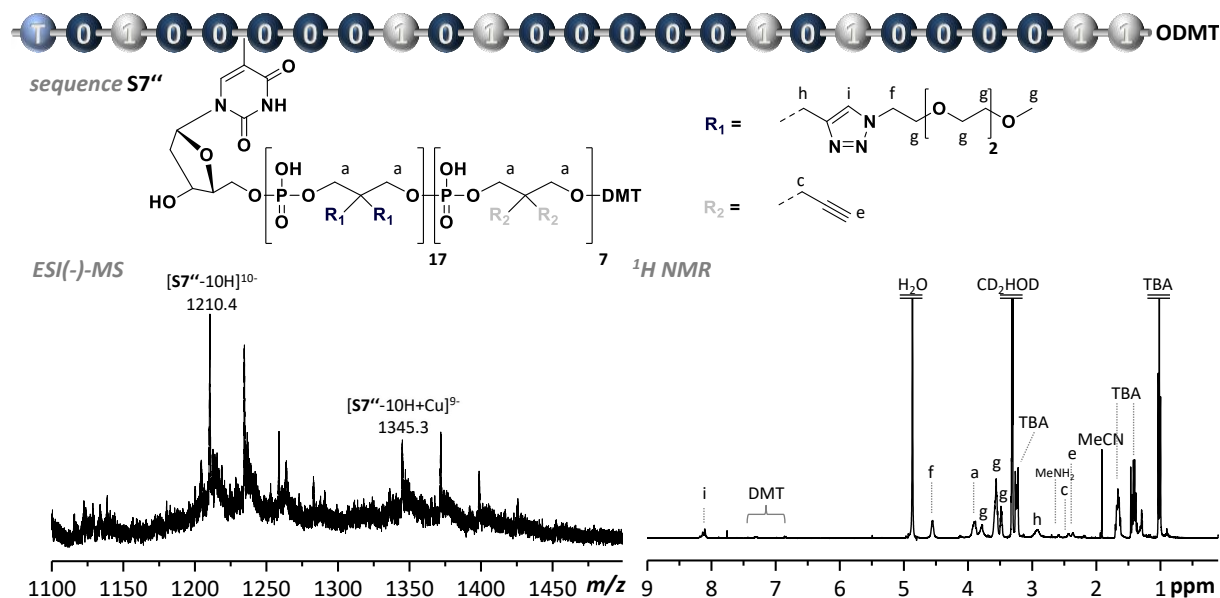 T 0 1 0 0 0 0 0 1 0 1 0 0 0 0 0 1 0 1 0 0 0 0 1 1 ODMT
sequence S7“
O
NH
N
O
O
HO
O
P
OH
O
O
a
a
R1
R1
O
17
P
OH
O
O
a
a
R2
R2
O
7
DMT
R1 =
h
i
f
N
N=N
g
O
g
g
O
2
g
R2 =
c
e
ESI(-)-MS
[S7“-10H]10-
1210.4
[S7“-10H+Cu]9-
1345.3
1100 1150 1200 1250 1300 1350 1400 1450 m/z
1H NMR
H2O
CD2HOD
TBA
TBA
TBA
MeCN
MeNH2
e
c
i
DMT
f
a
g
g
g
h
9 8 7 6 5 4 3 2 1 ppm